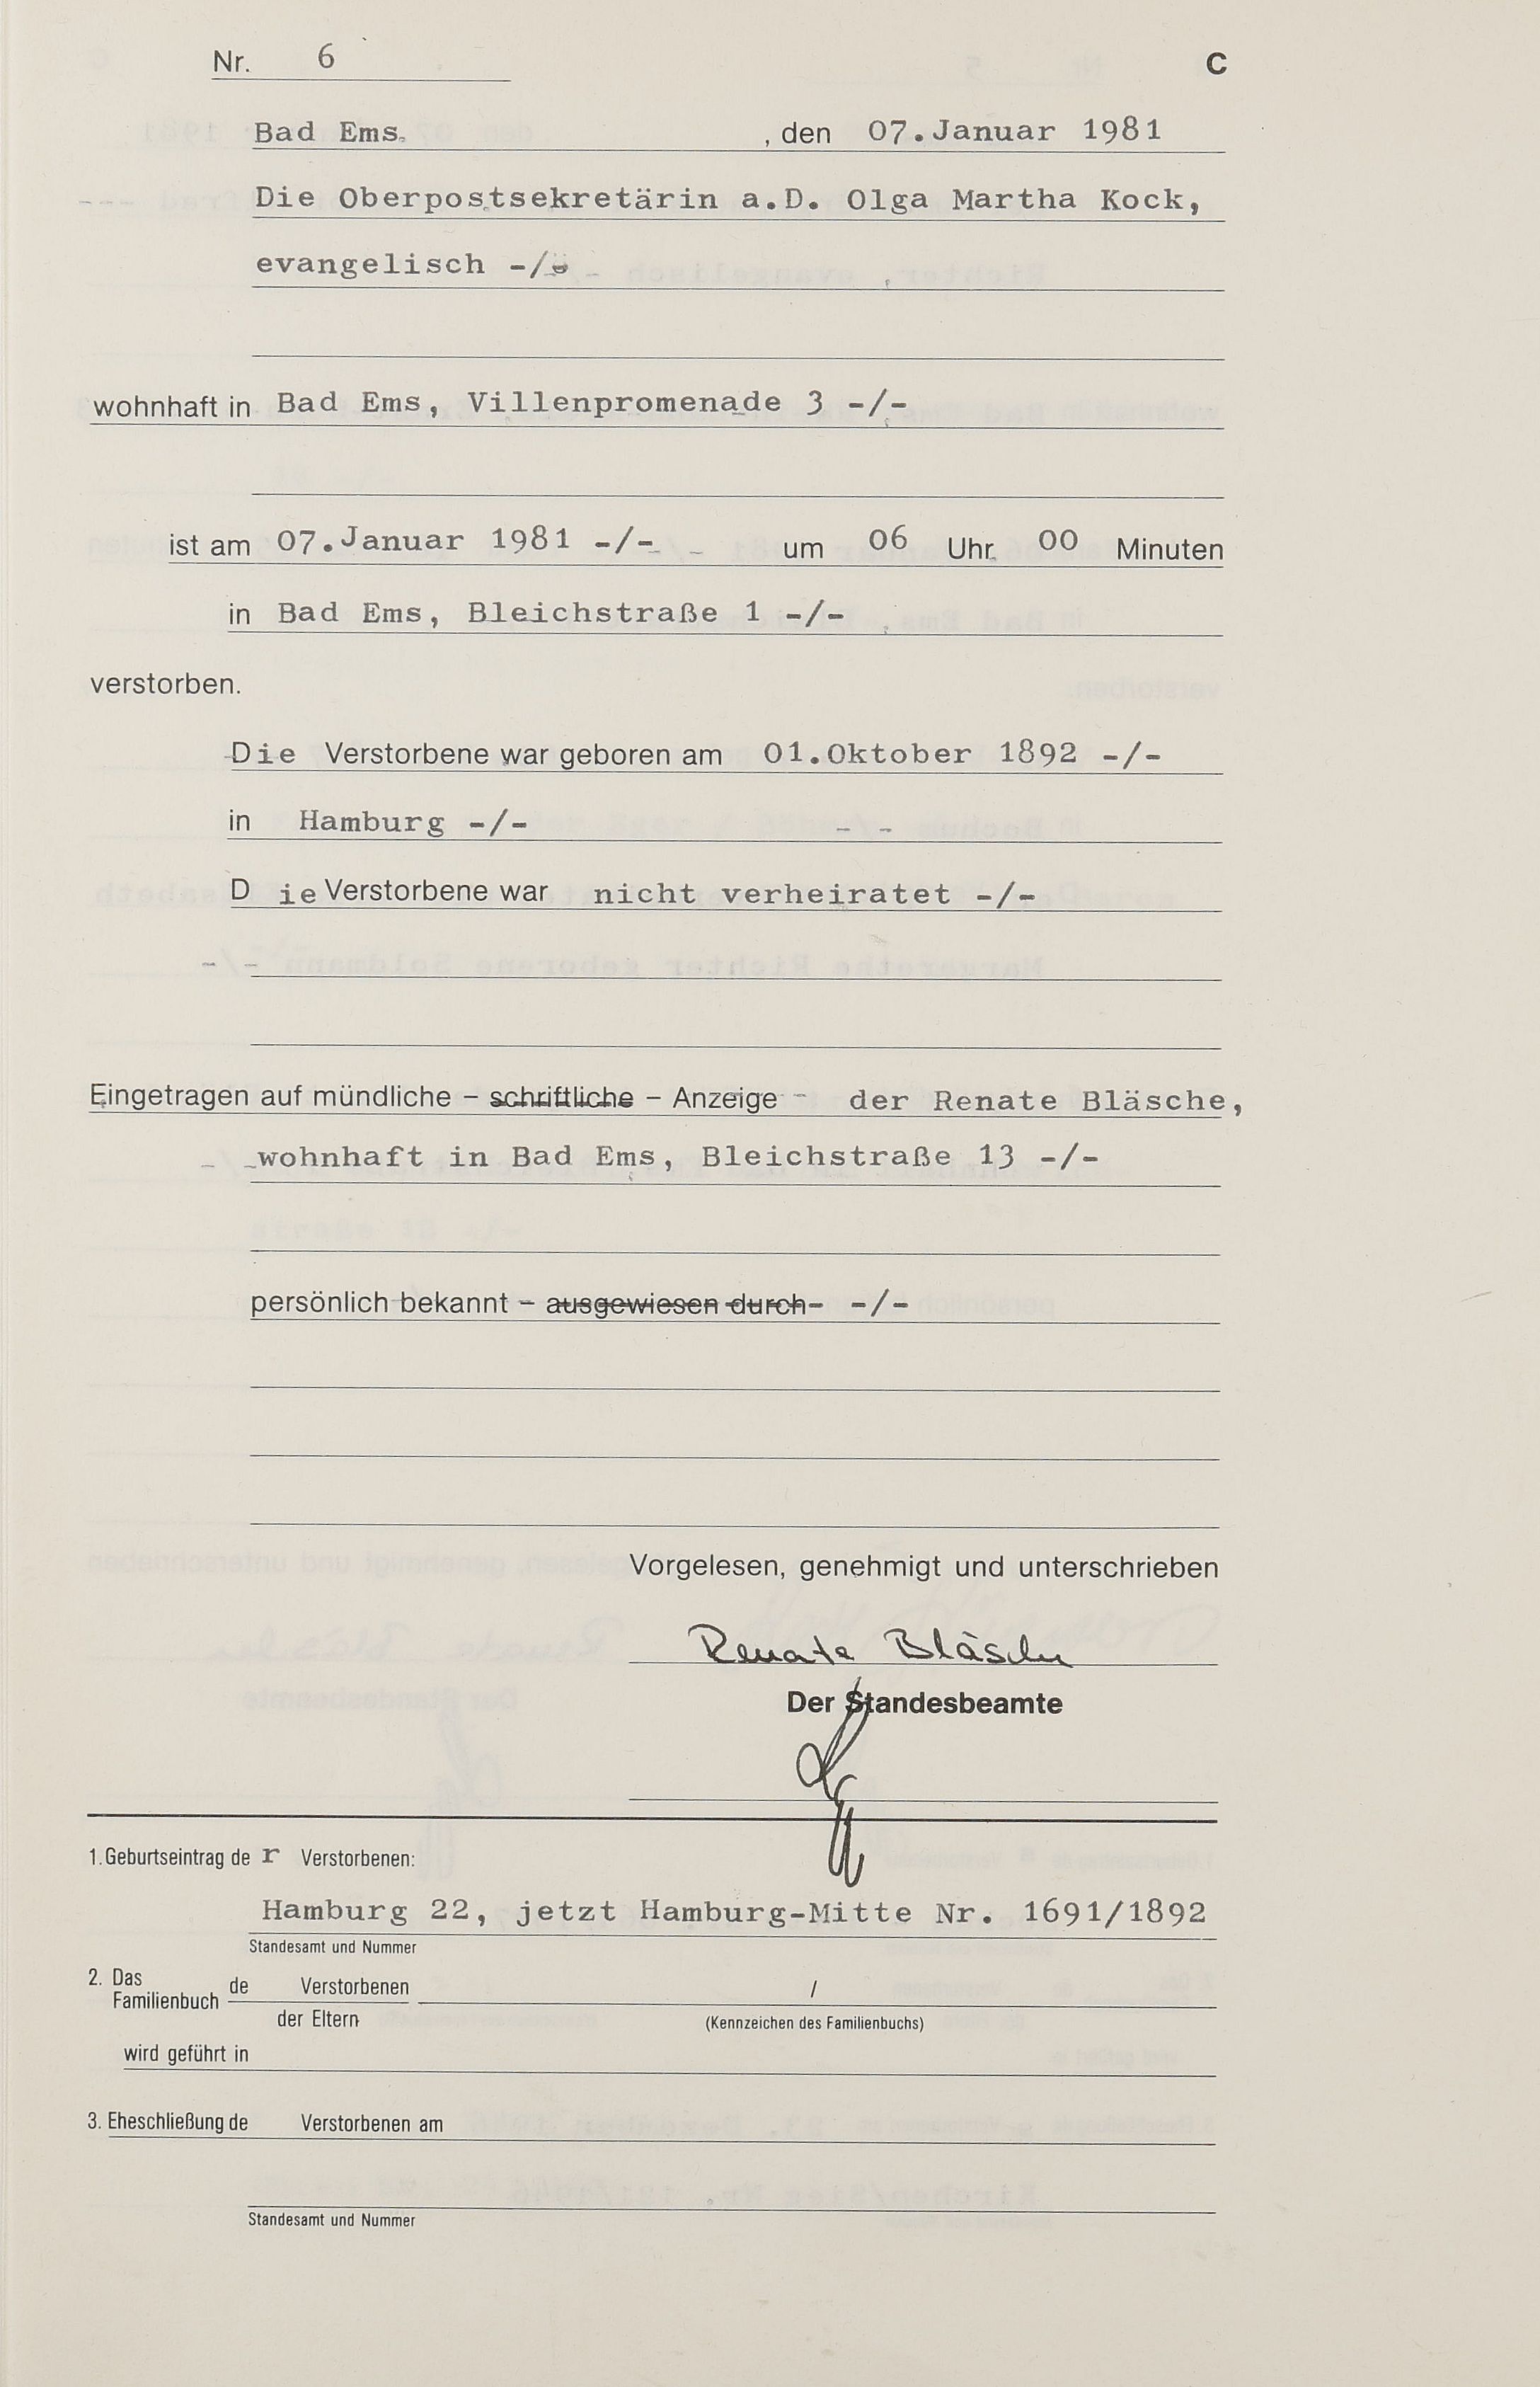 Nr. 6 C
Bad Ems , den 07.Januar 1981
Die Oberpostsekretärin a.D. Olga Martha Kock,
evangelisch -/-
wohnhaft in Bad Ems, Villenpromenade 3 -/-
ist am 07.Januar 1981 -/- um 06 Uhr 00 Minuten
in Bad Ems, Bleichstraße 1 -/-
verstorben.
Die Verstorbene war geboren am 01.Oktober 1892 -/-
in Hamburg -/-
Die Verstorbene war nicht verheiratet -/-
Eingetragen auf mündliche – schriftliche – Anzeige der Renate Bläsche,
wohnhaft in Bad Ems, Bleichstraße 13 -/-
persönlich bekannt – ausgewiesen durch – -/-
Vorgelesen, genehmigt und unterschrieben
Renate Bläsche
Der Standesbeamte
1. Geburtseintrag der Verstorbenen:
Hamburg 22, jetzt Hamburg-Mitte Nr. 1691/1892
Standesamt und Nummer
2. Das Familienbuch de Verstorbenen /
der Eltern (Kennzeichen des Familienbuchs)
wird geführt in
3. Eheschließung de Verstorbenen am
Standesamt und Nummer